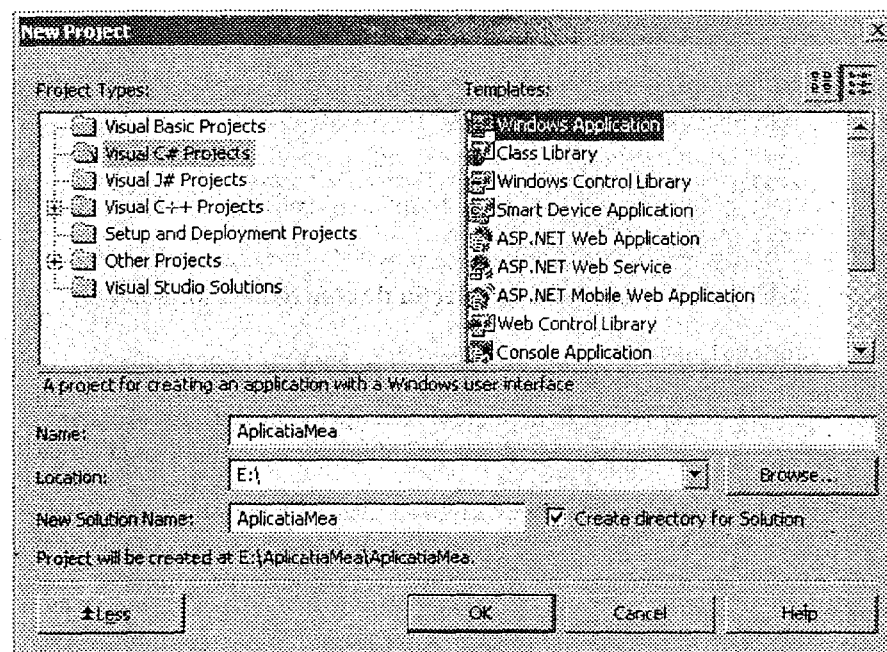 New Project
Project Types:
Templates:
Visual Basic Projects
Visual C# Projects
Visual J# Projects
Visual C++ Projects
Setup and Deployment Projects
Other Projects
Visual Studio Solutions
Windows Application
Class Library
Windows Control Library
Smart Device Application
ASP.NET Web Application
ASP.NET Web Service
ASP.NET Mobile Web Application
Web Control Library
Console Application
A project for creating an application with a Windows user interface
Name:
AplicatiaMea
Location:
E:\
Browse...
New Solution Name:
AplicatiaMea
Create directory for Solution
Project will be created at E:\AplicatiaMea\AplicatiaMea.
Less
OK
Cancel
Help